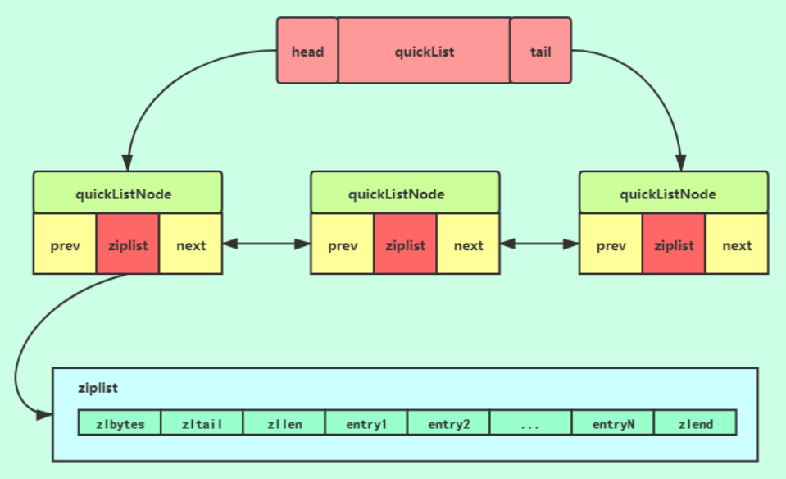 head quickList tail
quickListNode quickListNode quickListNode
prev ziplist next prev ziplist next prev ziplist next
ziplist
zlbytes zltail zllen entry1 entry2 ... entryN zlend